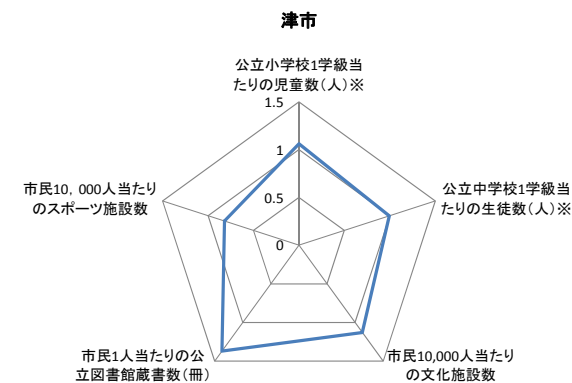 津市
公立小学校1学級当
たりの児童数（人）※
1.5
1
0.5
0
市民10，000人当たり
のスポーツ施設数
公立中学校1学級当
たりの生徒数（人）※
市民1人当たりの公
立図書館蔵書数（冊）
市民10,000人当たり
の文化施設数